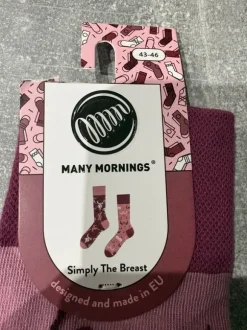 43-46
MANY MORNINGS®
Simply The Breast
designed and made in EU